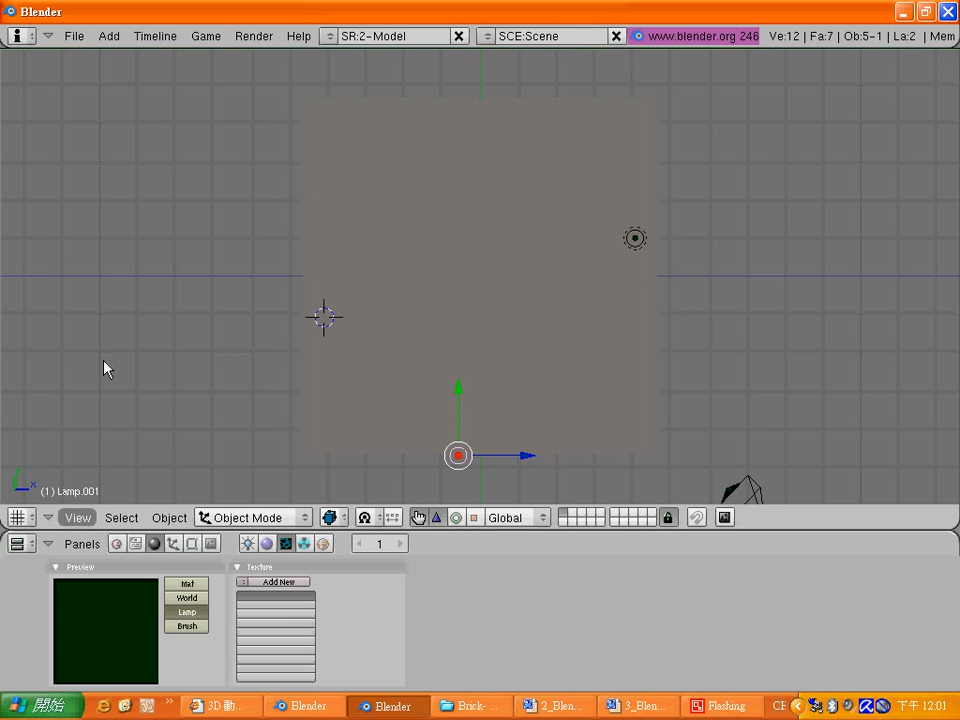 Blender
File Add Timeline Game Render Help SR:2-Model SCE:Scene www.blender.org 246 Ve:12 | Fa:7 | Ob:5-1 | La:2 | Mem
x
(1) Lamp.001
View Select Object Object Mode Global
Panels 1
Preview Texture
Mat Add New
World
Lamp
Brush
開始 3D 動... Blender Blender Brick-... 2_Blen... 3_Blen... Flashing CE 下午 12:01